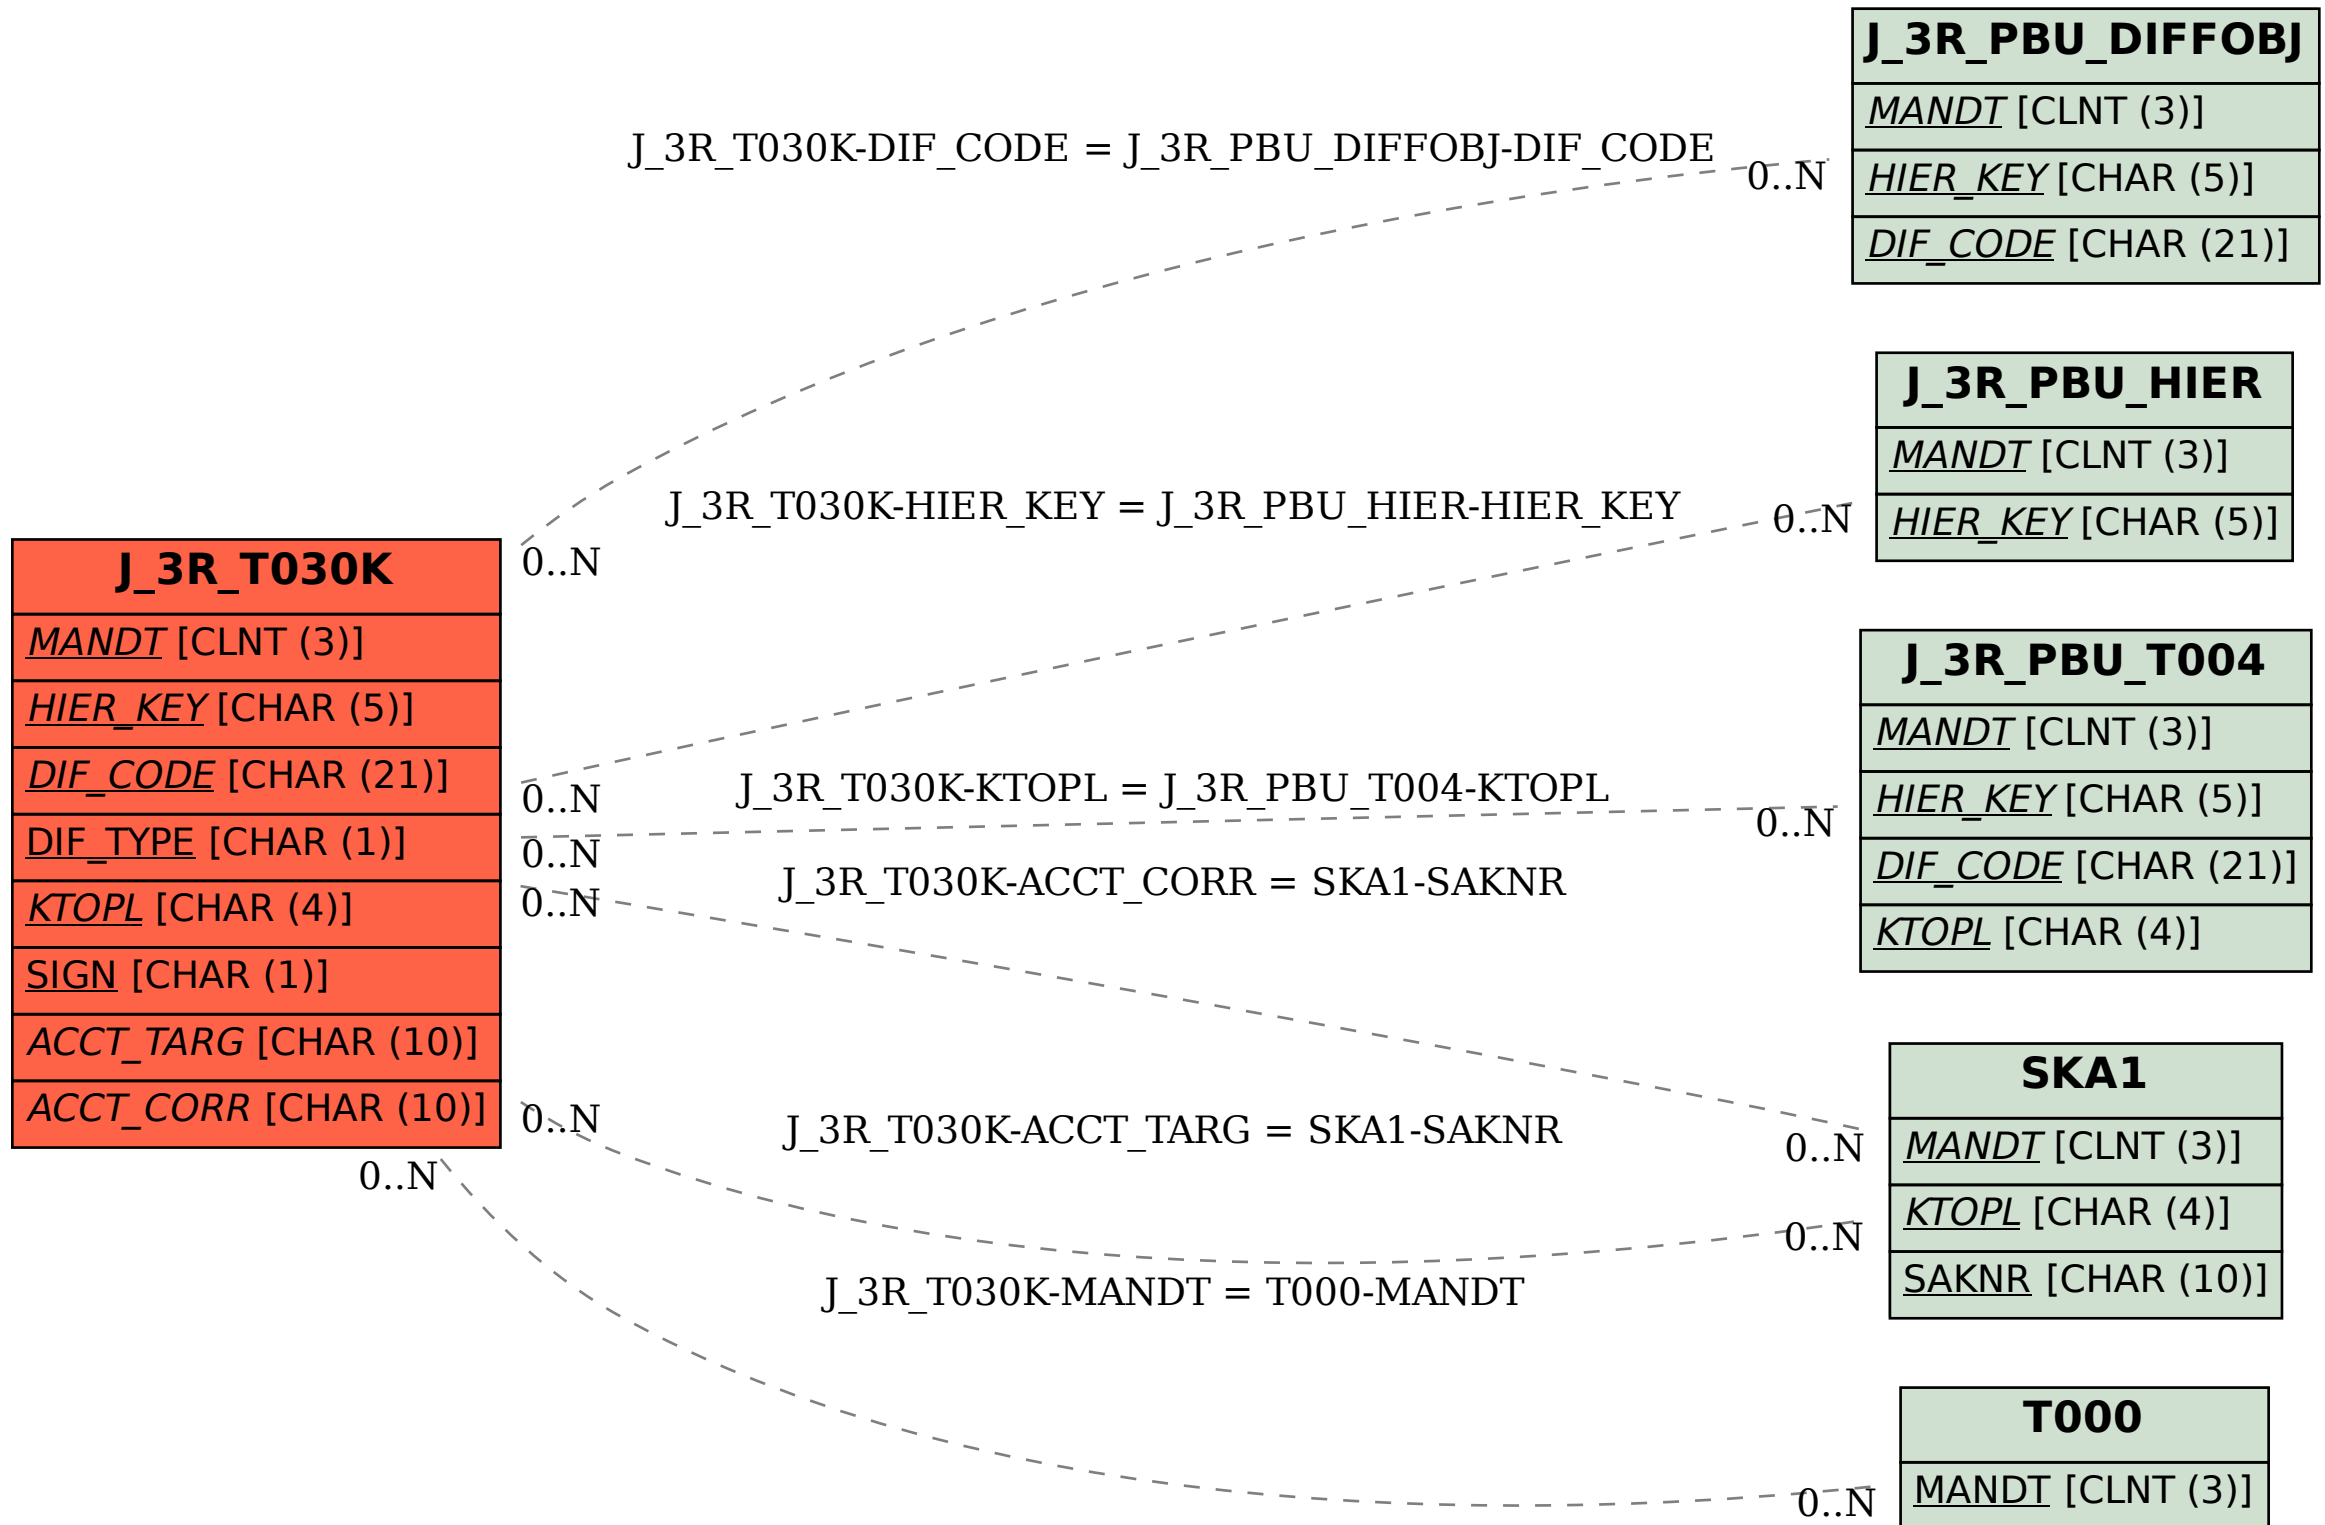 J_3R_T030K
MANDT [CLNT (3)]
HIER_KEY [CHAR (5)]
DIF_CODE [CHAR (21)]
DIF_TYPE [CHAR (1)]
KTOPL [CHAR (4)]
SIGN [CHAR (1)]
ACCT_TARG [CHAR (10)]
ACCT_CORR [CHAR (10)]
J_3R_T030K-DIF_CODE = J_3R_PBU_DIFFOBJ-DIF_CODE
0..N
0..N
J_3R_T030K-HIER_KEY = J_3R_PBU_HIER-HIER_KEY
0..N
0..N
J_3R_T030K-KTOPL = J_3R_PBU_T004-KTOPL
0..N
0..N
J_3R_T030K-ACCT_CORR = SKA1-SAKNR
0..N
0..N
J_3R_T030K-ACCT_TARG = SKA1-SAKNR
0..N
0..N
J_3R_T030K-MANDT = T000-MANDT
0..N
0..N
J_3R_PBU_DIFFOBJ
MANDT [CLNT (3)]
HIER_KEY [CHAR (5)]
DIF_CODE [CHAR (21)]
J_3R_PBU_HIER
MANDT [CLNT (3)]
HIER_KEY [CHAR (5)]
J_3R_PBU_T004
MANDT [CLNT (3)]
HIER_KEY [CHAR (5)]
DIF_CODE [CHAR (21)]
KTOPL [CHAR (4)]
SKA1
MANDT [CLNT (3)]
KTOPL [CHAR (4)]
SAKNR [CHAR (10)]
T000
MANDT [CLNT (3)]